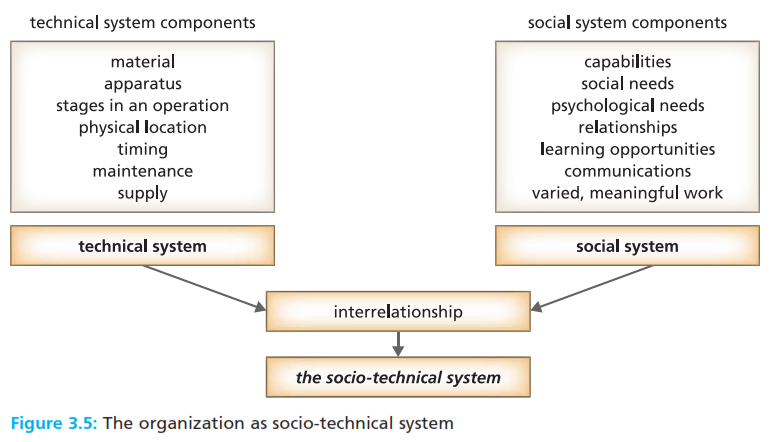 technical system components
material
apparatus
stages in an operation
physical location
timing
maintenance
supply
technical system
social system components
capabilities
social needs
psychological needs
relationships
learning opportunities
communications
varied, meaningful work
social system
interrelationship
the socio-technical system
Figure 3.5: The organization as socio-technical system